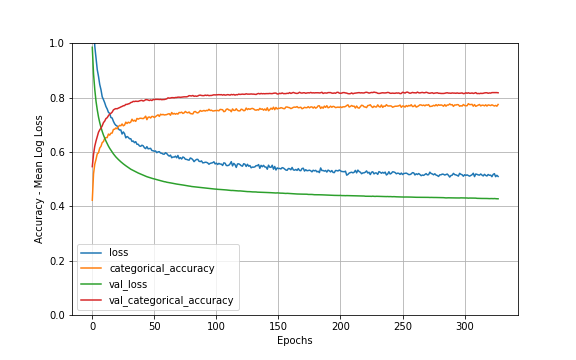 1.0
0.8
0.6
0.4
0.2
0.0
Accuracy - Mean Log Loss
loss
categorical_accuracy
val_loss
val_categorical_accuracy
0 50 100 150 200 250 300
Epochs